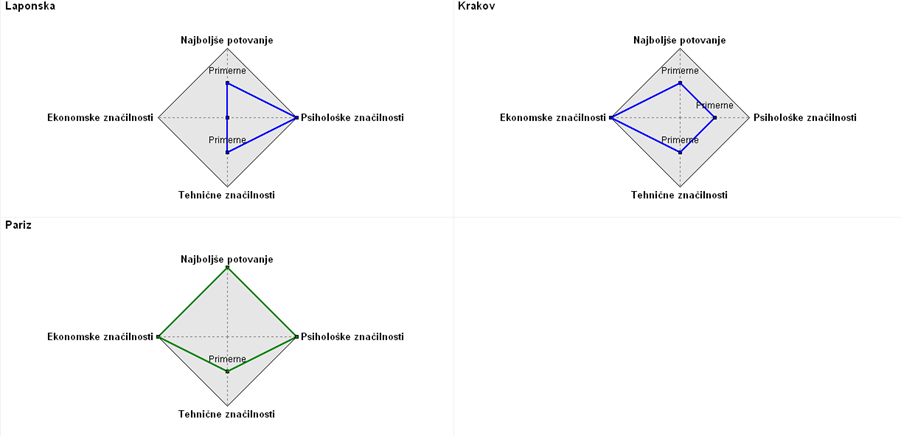 Laponska
Najboljše potovanje
Primerne
Ekonomske značilnosti
Psihološke značilnosti
Primerne
Tehnične značilnosti
Krakov
Najboljše potovanje
Primerne
Primerne
Ekonomske značilnosti
Psihološke značilnosti
Primerne
Tehnične značilnosti
Pariz
Najboljše potovanje
Ekonomske značilnosti
Psihološke značilnosti
Primerne
Tehnične značilnosti